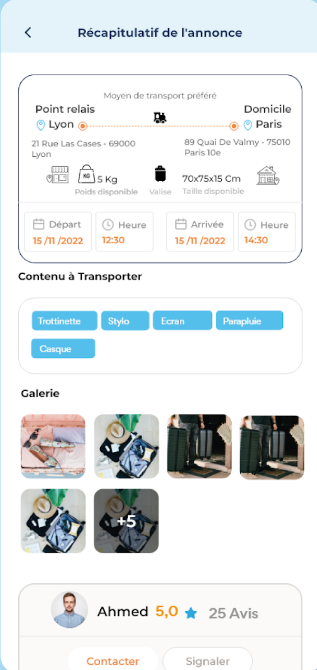 Récapitulatif de l'annonce
Moyen de transport préféré
Point relais
Domicile
Lyon
Paris
21 Rue Las Cases - 69000
Lyon
89 Quai De Valmy - 75010
Paris 10e
KG
5 Kg
70x75x15 Cm
Poids disponible
Valise
Taille disponible
Départ
Heure
Arrivée
Heure
15 /11 /2022
12:30
15 /11 /2022
14:30
Contenu à Transporter
Trottinette
Stylo
Ecran
Parapluie
Casque
Galerie
+5
Ahmed 5,0 25 Avis
Contacter
Signaler